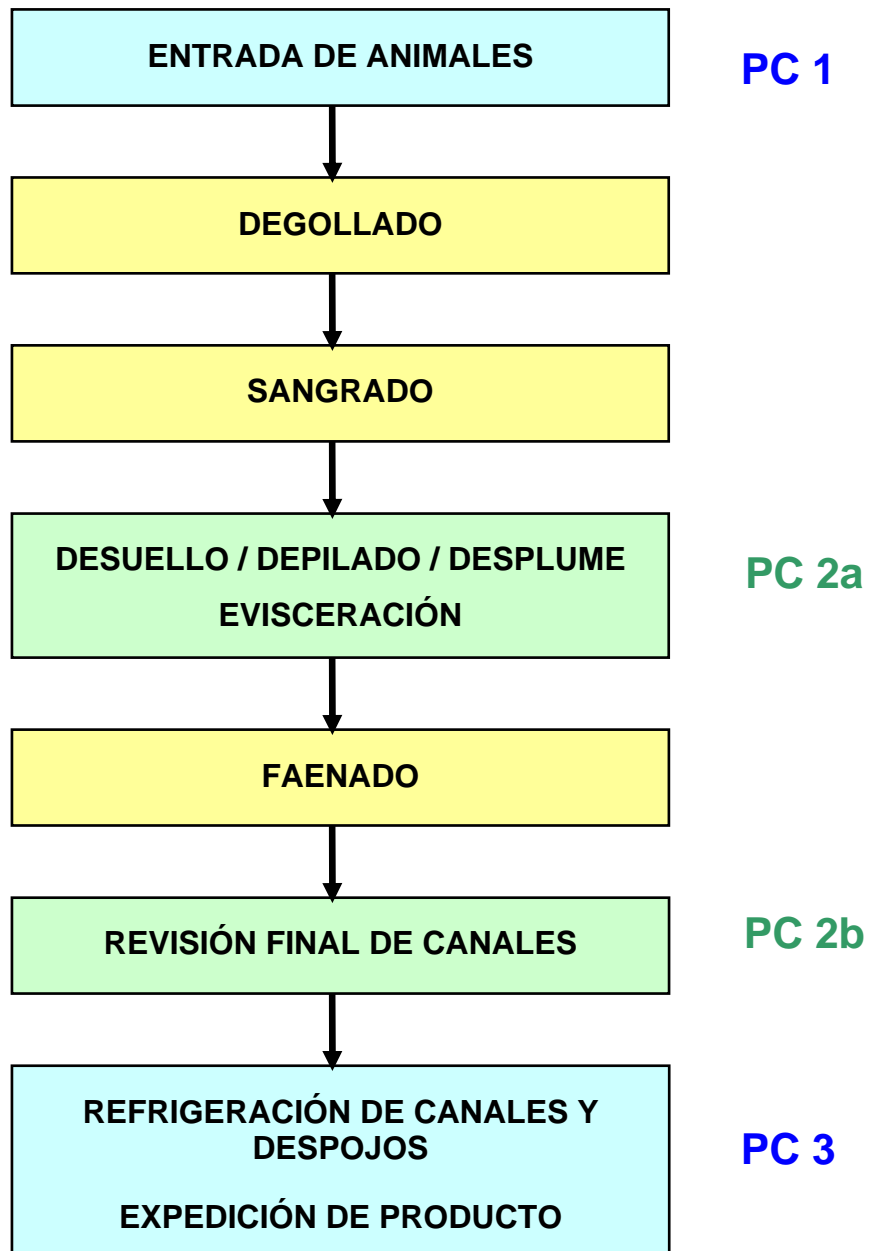 ENTRADA DE ANIMALES
PC 1
DEGOLLADO
SANGRADO
DESUELLO / DEPILADO / DESPLUME
EVISCERACIÓN
PC 2a
FAENADO
REVISIÓN FINAL DE CANALES
PC 2b
REFRIGERACIÓN DE CANALES Y
DESPOJOS
EXPEDICIÓN DE PRODUCTO
PC 3